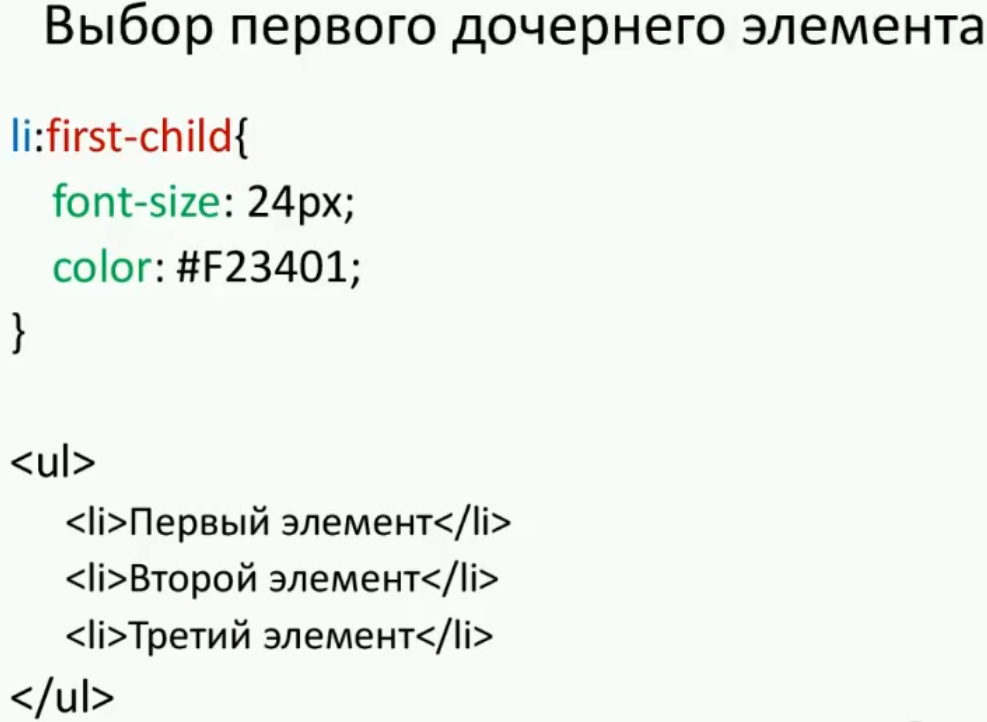 Выбор первого дочернего элемента
li:first-child{
font-size: 24px;
color: #F23401;
}
<ul>
<li>Первый элемент</li>
<li>Второй элемент</li>
<li>Третий элемент</li>
</ul>